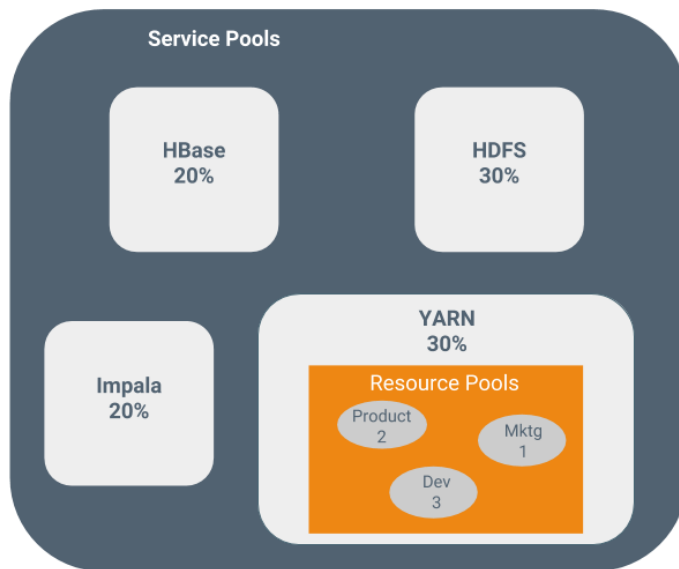 Service Pools
HBase
20%
HDFS
30%
Impala
20%
YARN
30%
Resource Pools
Product
2
Mktg
1
Dev
3